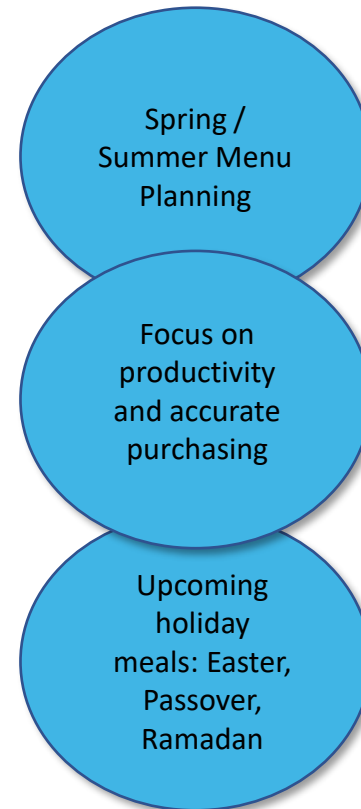 Spring /
Summer Menu
Planning
Focus on
productivity
and accurate
purchasing
Upcoming
holiday
meals: Easter,
Passover,
Ramadan